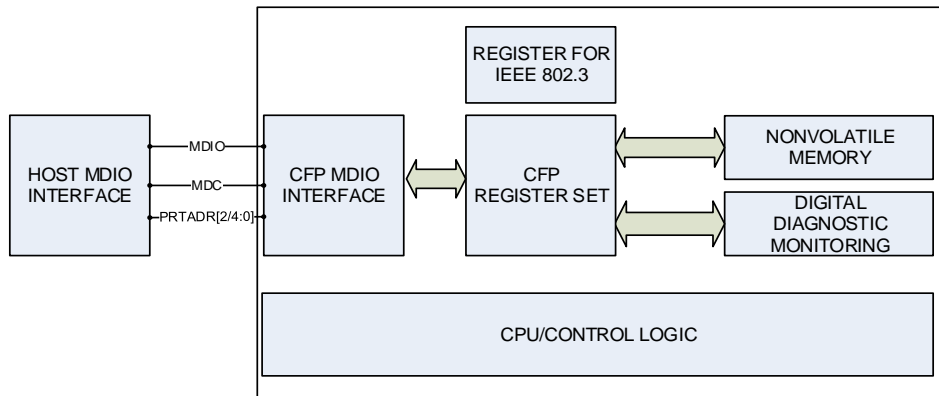 REGISTER FOR
IEEE 802.3
HOST MDIO
INTERFACE
MDIO
MDC
PRTADR[2/4:0]
CFP MDIO
INTERFACE
CFP
REGISTER SET
NONVOLATILE
MEMORY
DIGITAL
DIAGNOSTIC
MONITORING
CPU/CONTROL LOGIC